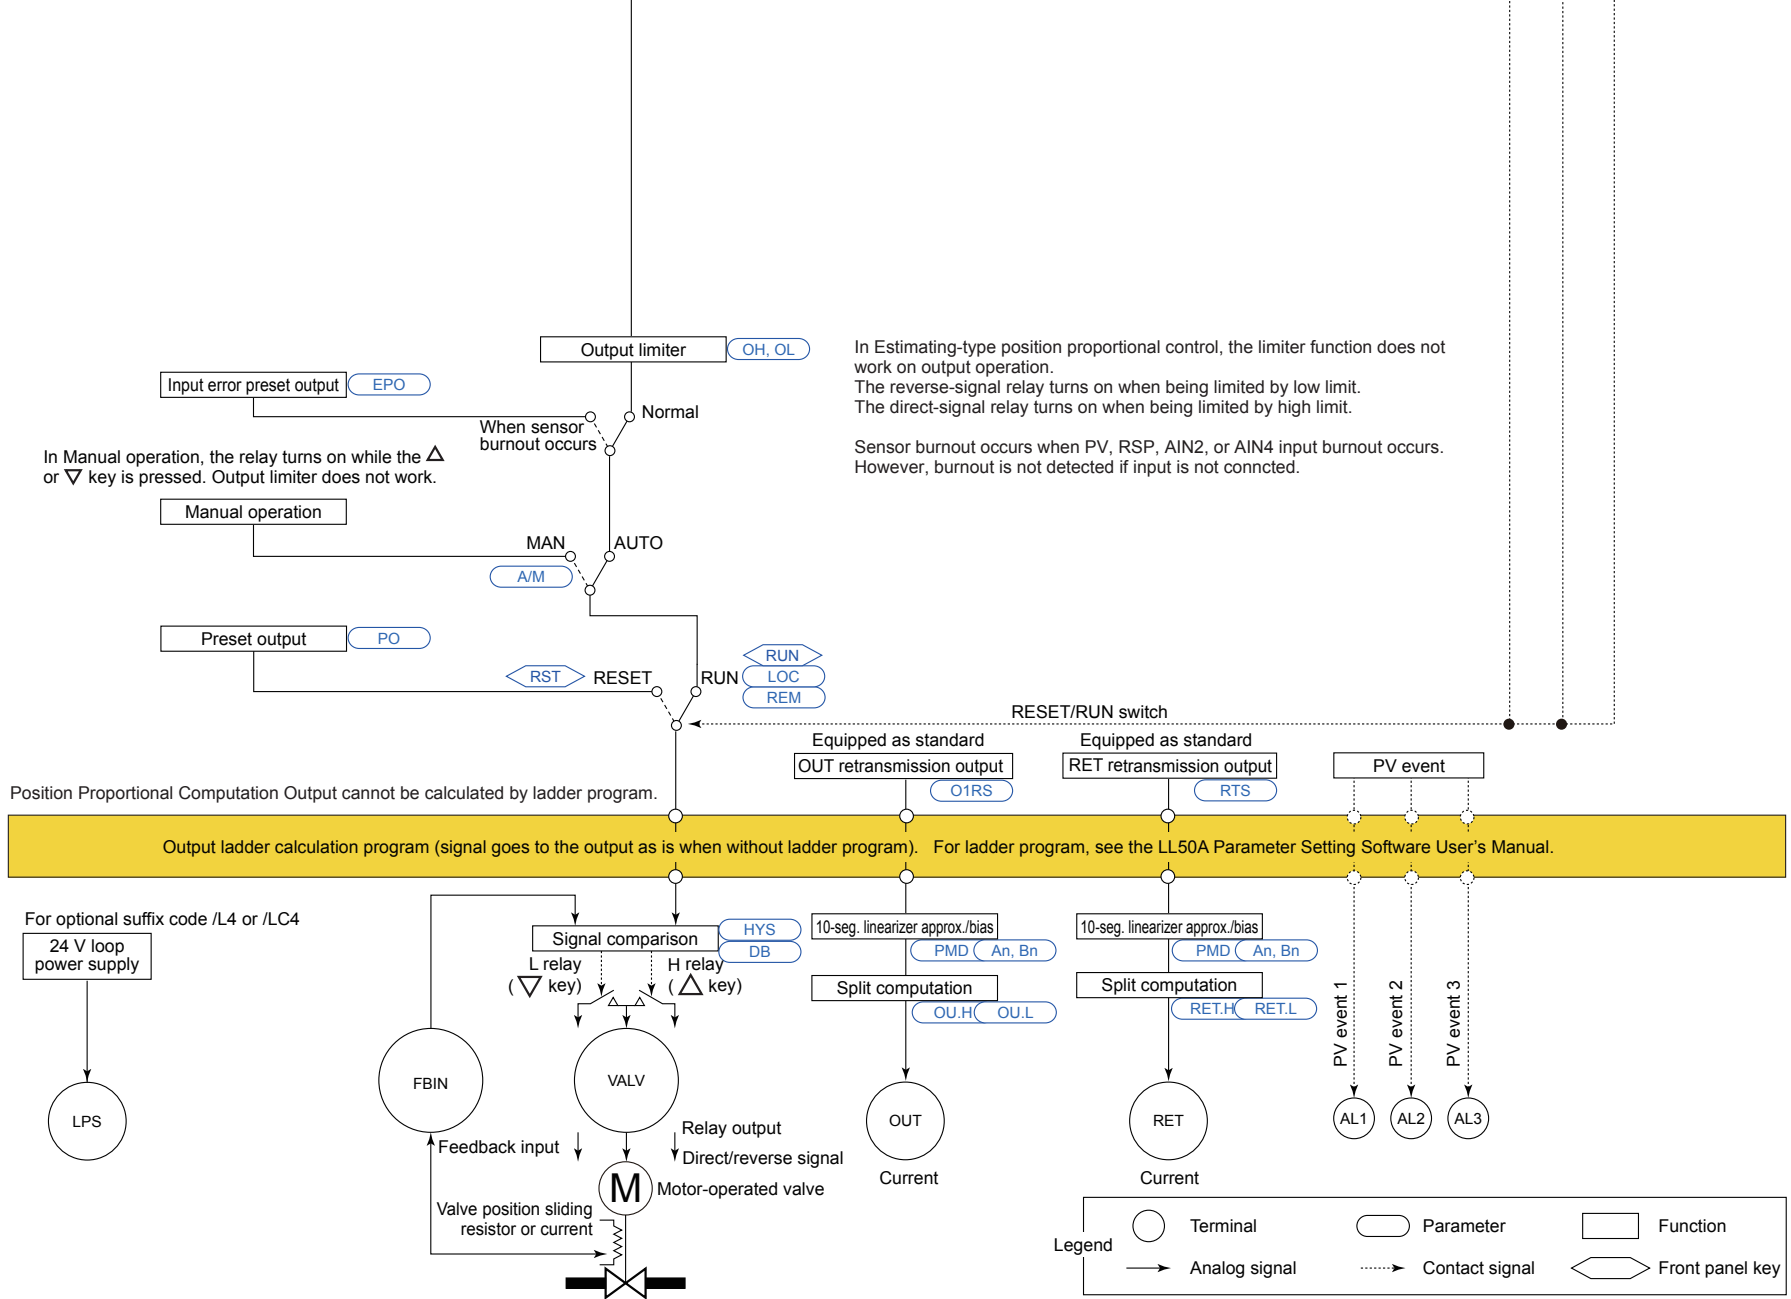 Output limiter
OH, OL
In Estimating-type position proportional control, the limiter function does not
work on output operation.
The reverse-signal relay turns on when being limited by low limit.
The direct-signal relay turns on when being limited by high limit.
Input error preset output
EPO
Normal
When sensor
burnout occurs
Sensor burnout occurs when PV, RSP, AIN2, or AIN4 input burnout occurs.
However, burnout is not detected if input is not conncted.
In Manual operation, the relay turns on while the △
or ▽ key is pressed. Output limiter does not work.
Manual operation
MAN
AUTO
A/M
Preset output
PO
RST
RESET
RUN
RUN
LOC
REM
RESET/RUN switch
Equipped as standard
OUT retransmission output
O1RS
Equipped as standard
RET retransmission output
RTS
PV event
Position Proportional Computation Output cannot be calculated by ladder program.
Output ladder calculation program (signal goes to the output as is when without ladder program). For ladder program, see the LL50A Parameter Setting Software User's Manual.
For optional suffix code /L4 or /LC4
24 V loop
power supply
LPS
Signal comparison
HYS
DB
L relay
( ▽ key)
H relay
( △ key)
FBIN
VALV
Feedback input
Relay output
Direct/reverse signal
M
Motor-operated valve
Valve position sliding
resistor or current
10-seg. linearizer approx./bias
PMD
An, Bn
Split computation
OU.H
OU.L
OUT
Current
10-seg. linearizer approx./bias
PMD
An, Bn
Split computation
RET.H
RET.L
RET
Current
PV event 1
PV event 2
PV event 3
AL1
AL2
AL3
Legend
Terminal
Parameter
Function
Analog signal
Contact signal
Front panel key